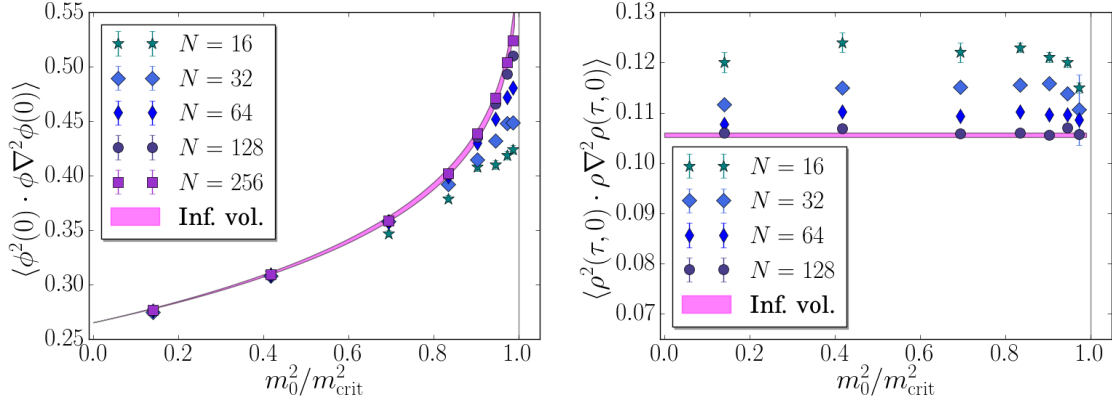 ⟨ϕ²(0) · ϕ∇²ϕ(0)⟩
0.50
0.45
0.40
0.35
0.30
0.25
N = 16
N = 32
N = 64
N = 128
N = 256
Inf. vol.
0.0 0.2 0.4 0.6 0.8 1.0
m₀²/m²crit
⟨ρ²(τ, 0) · ρ∇²ρ(τ, 0)⟩
0.13
0.12
0.11
0.10
0.09
0.08
0.07
N = 16
N = 32
N = 64
N = 128
Inf. vol.
0.0 0.2 0.4 0.6 0.8 1.0
m₀²/m²crit